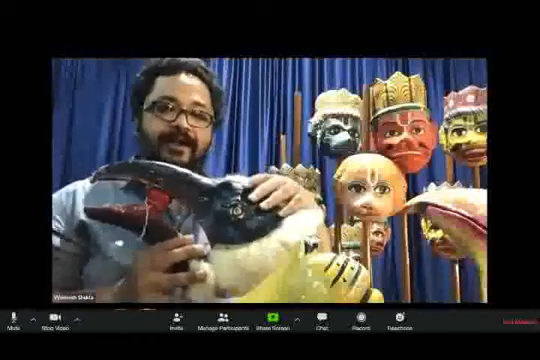 Mute
Stop Video
Invite
Manage Participants
Share Screen
Chat
Record
Reactions